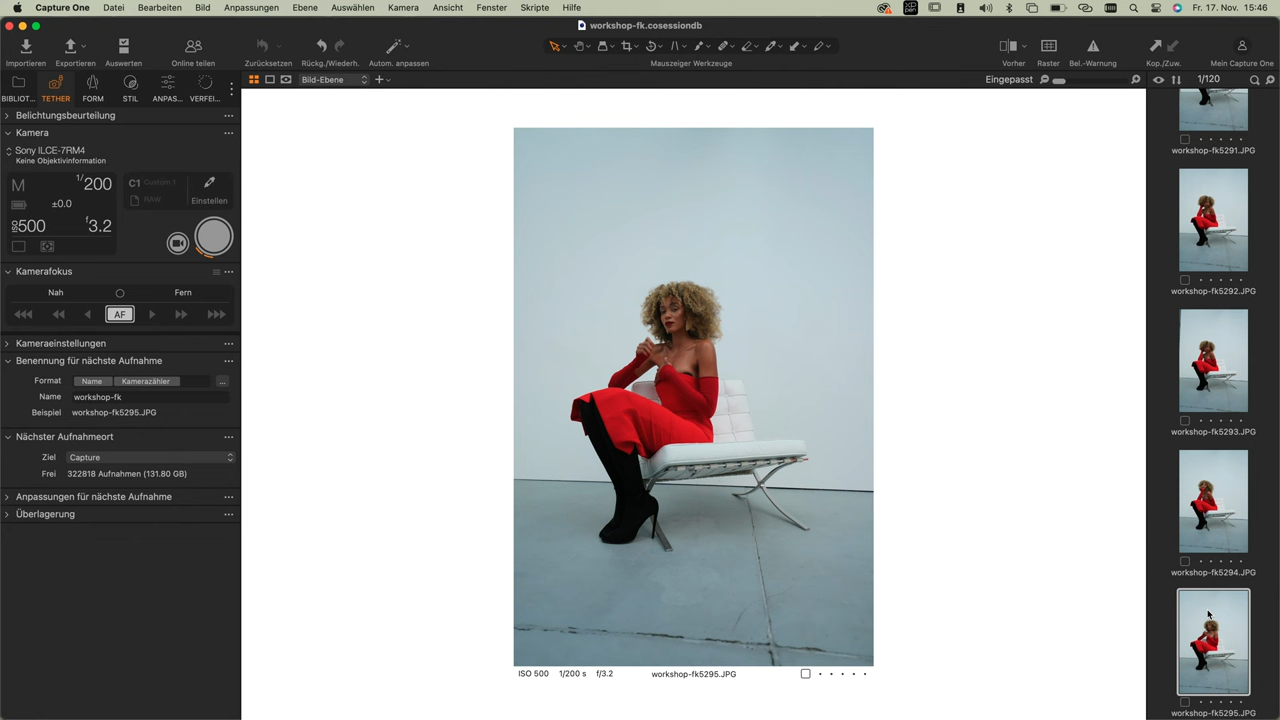 Capture One Datei Bearbeiten Bild Anpassungen Ebene Auswählen Kamera Ansicht Fenster Skripte Hilfe
XP PEN
Fr. 17. Nov. 15:46
workshop-fk.cosessiondb
Importieren Exportieren Auswerten Online teilen Zurücksetzen Rückg./Wiederh. Autom. anpassen Mauszeiger Werkzeuge Vorher Raster Bel.-Warnung Kop./Zuw. Mein Capture One
Bild-Ebene Eingepasst 1/120
BIBLIOT... TETHER FORM STIL ANPAS... VERFEI...
Belichtungsbeurteilung
Kamera
Sony ILCE-7RM4
Keine Objektivinformation
M 1/200
±0.0
ISO 500 f3.2
C1 Custom 1
RAW
Einstellen
Kamerafokus
Nah Fern
AF
Kameraeinstellungen
Benennung für nächste Aufnahme
Format Name Kamerazähler ...
Name workshop-fk
Beispiel workshop-fk5295.JPG
Nächster Aufnahmeort
Ziel Capture
Frei 322818 Aufnahmen (131.80 GB)
Anpassungen für nächste Aufnahme
Überlagerung
ISO 500 1/200 s f/3.2 workshop-fk5295.JPG
workshop-fk5291.JPG
workshop-fk5292.JPG
workshop-fk5293.JPG
workshop-fk5294.JPG
workshop-fk5295.JPG